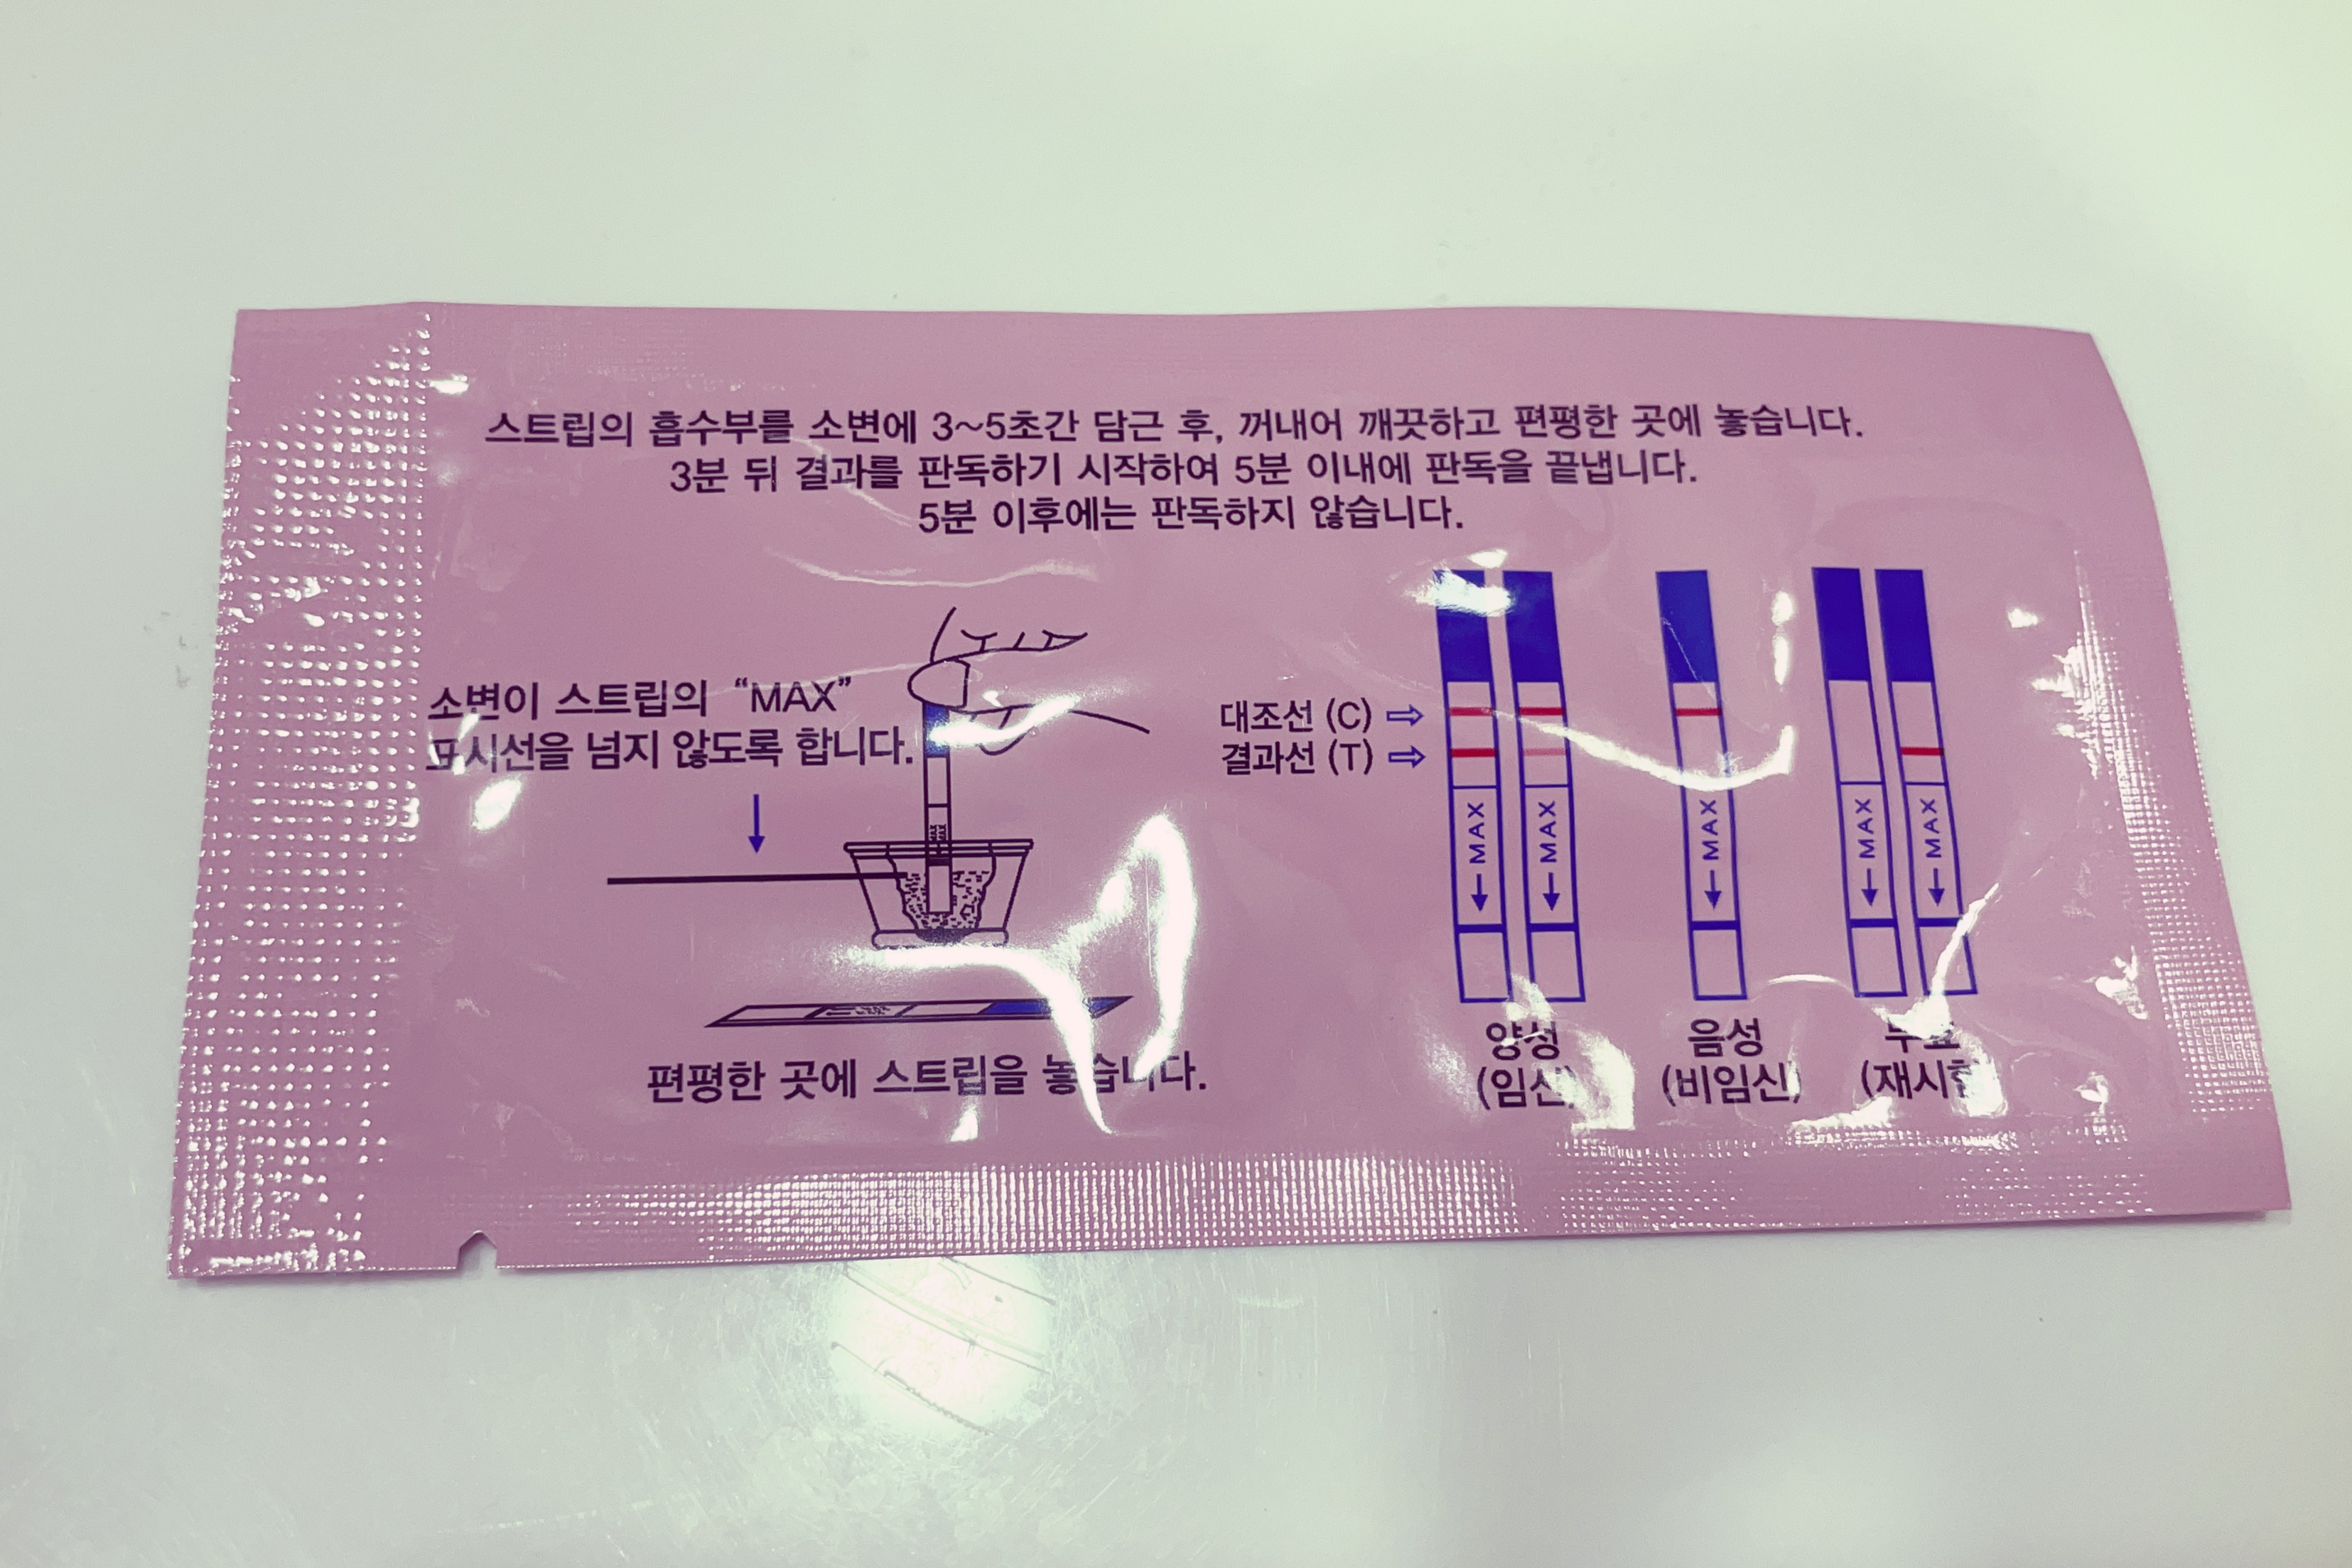 스트립의 흡수부를 소변에 3~5초간 담근 후, 꺼내어 깨끗하고 편평한 곳에 놓습니다.
3분 뒤 결과를 판독하기 시작하여 5분 이내에 판독을 끝냅니다.
5분 이후에는 판독하지 않습니다.
소변이 스트립의 “MAX”
표시선을 넘지 않도록 합니다.
편평한 곳에 스트립을 놓습니다.
대조선 (C) ⇨
결과선 (T) ⇨
MAX MAX MAX MAX MAX
양성 음성
(임신) (비임신)